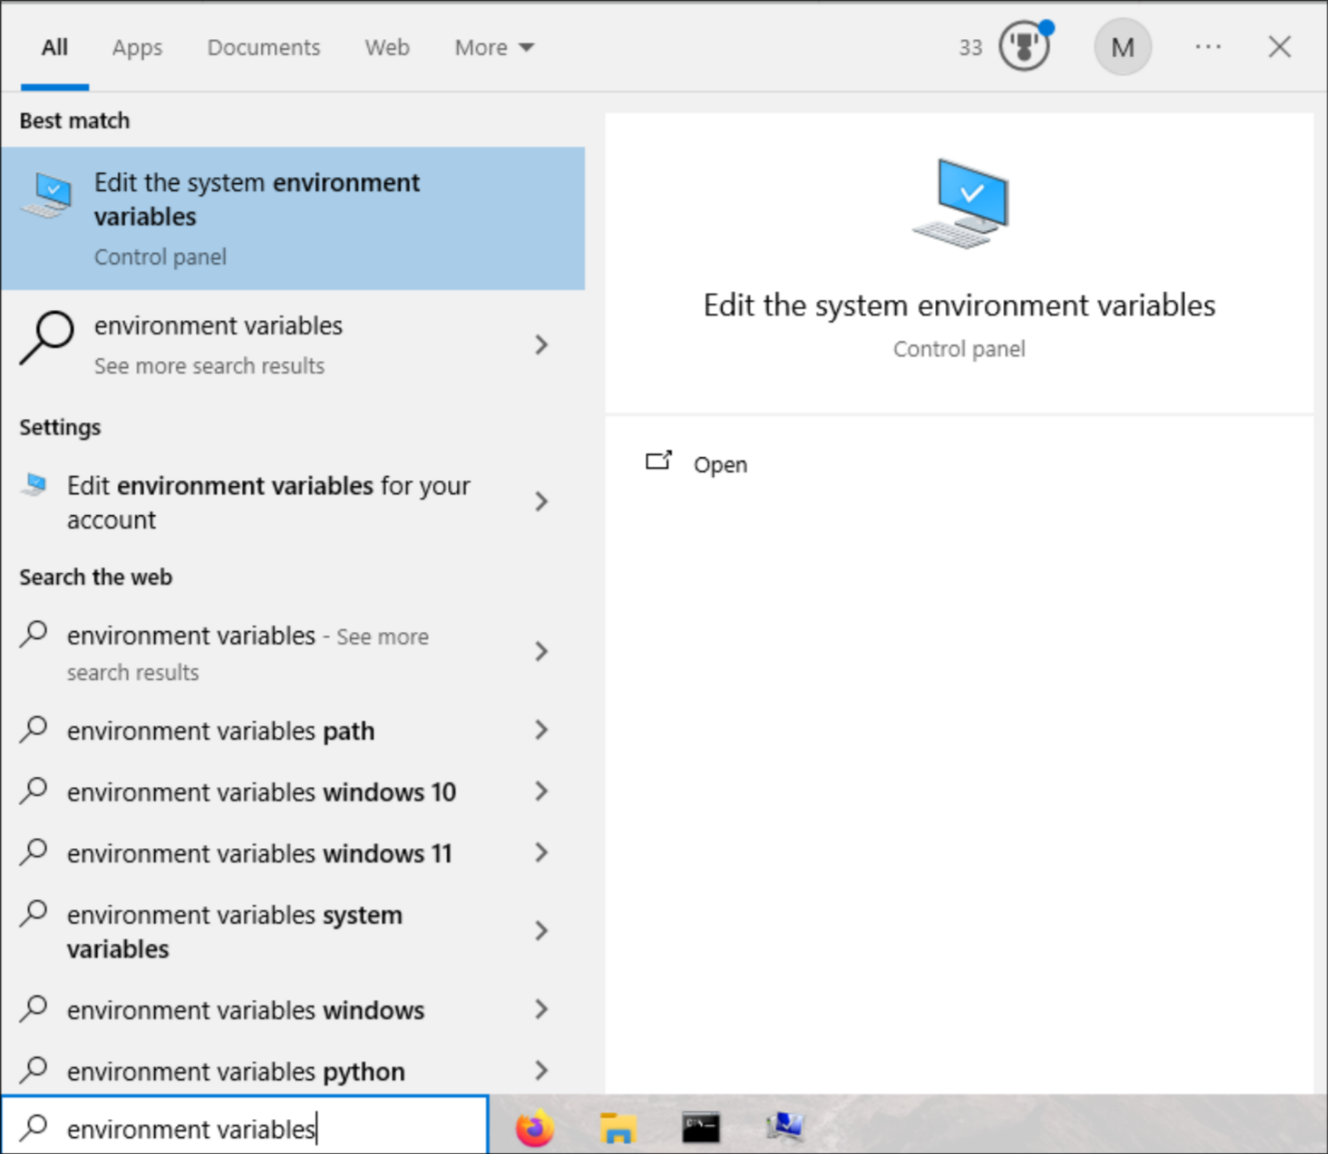 All Apps Documents Web More 33 M
Best match
Edit the system environment
variables
Control panel
environment variables
See more search results
Settings
Edit environment variables for your
account
Search the web
environment variables - See more
search results
environment variables path
environment variables windows 10
environment variables windows 11
environment variables system
variables
environment variables windows
environment variables python
environment variables
Edit the system environment variables
Control panel
Open